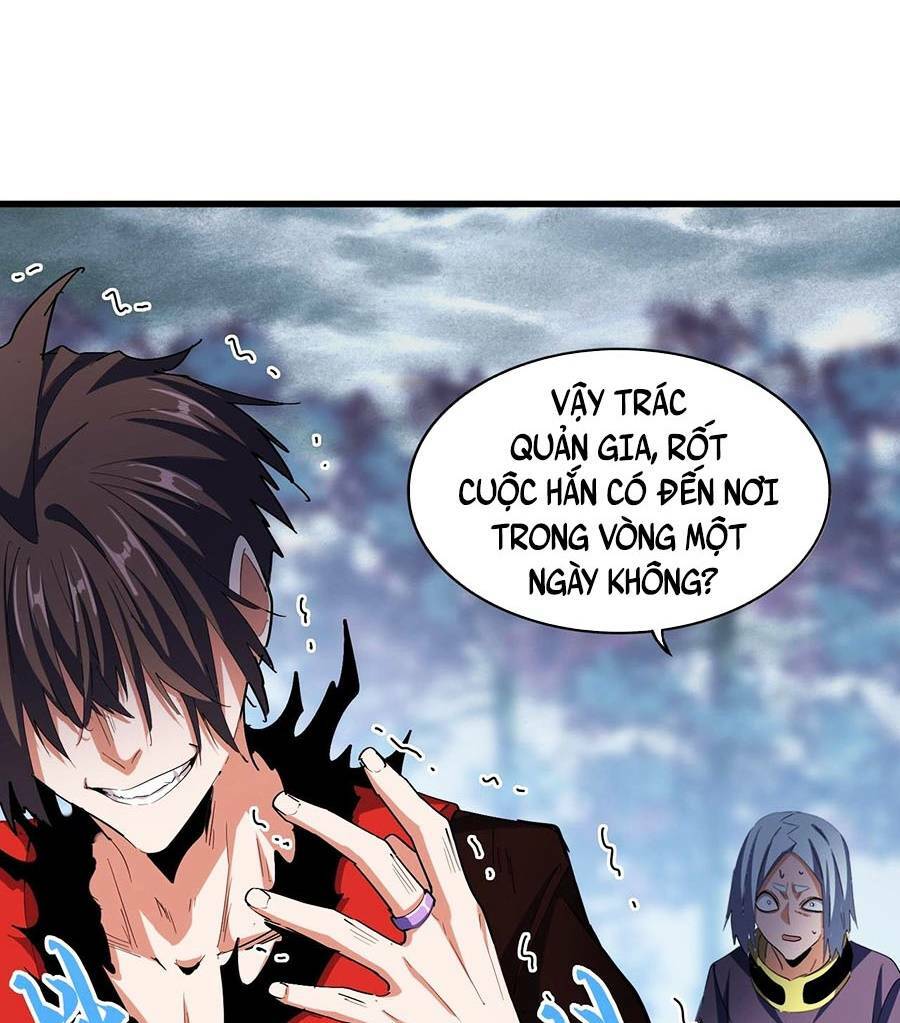 VẬY TRÁC
QUẢN GIA, RỐT
CUỘC HẮN CÓ ĐẾN NƠI
TRONG VÒNG MỘT
NGÀY KHÔNG?